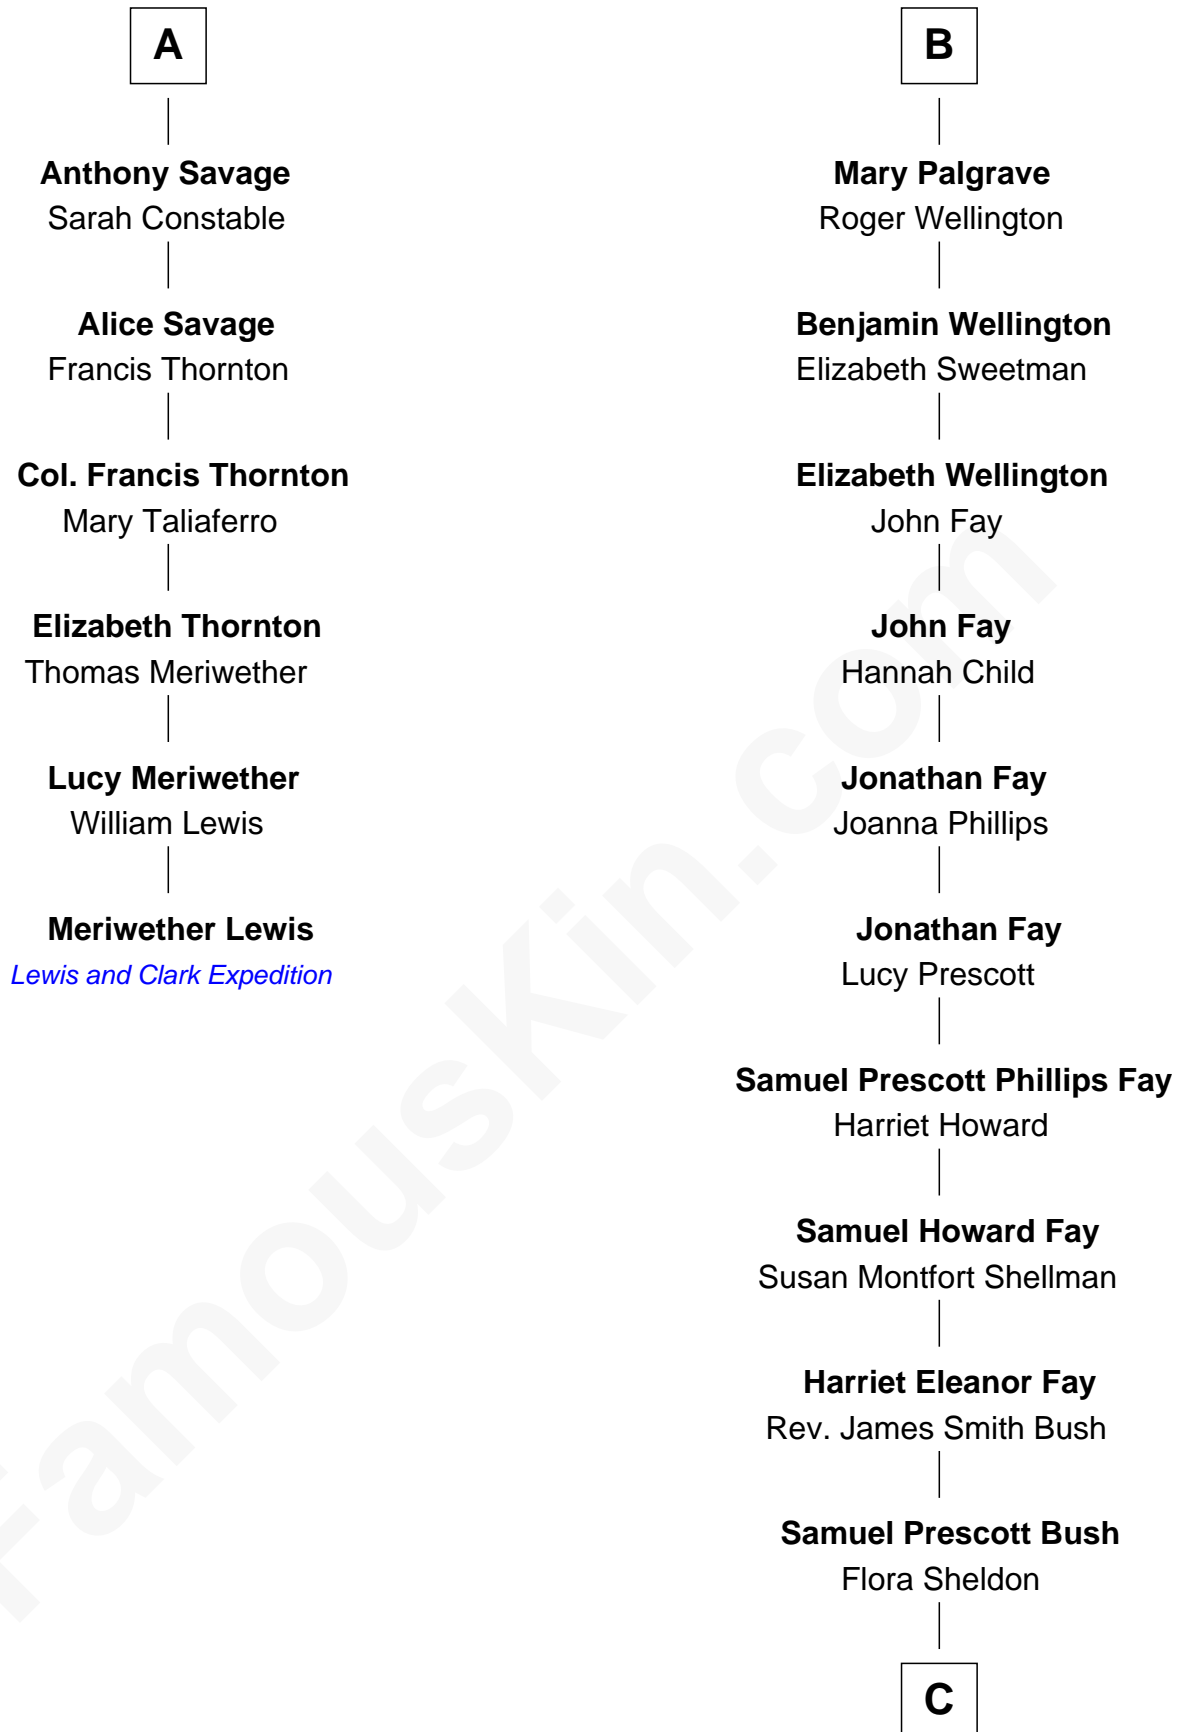 A
Anthony Savage
Sarah Constable
Alice Savage
Francis Thornton
Col. Francis Thornton
Mary Taliaferro
Elizabeth Thornton
Thomas Meriwether
Lucy Meriwether
William Lewis
Meriwether Lewis
Lewis and Clark Expedition
B
Mary Palgrave
Roger Wellington
Benjamin Wellington
Elizabeth Sweetman
Elizabeth Wellington
John Fay
John Fay
Hannah Child
Jonathan Fay
Joanna Phillips
Jonathan Fay
Lucy Prescott
Samuel Prescott Phillips Fay
Harriet Howard
Samuel Howard Fay
Susan Montfort Shellman
Harriet Eleanor Fay
Rev. James Smith Bush
Samuel Prescott Bush
Flora Sheldon
C
FamousKin.com